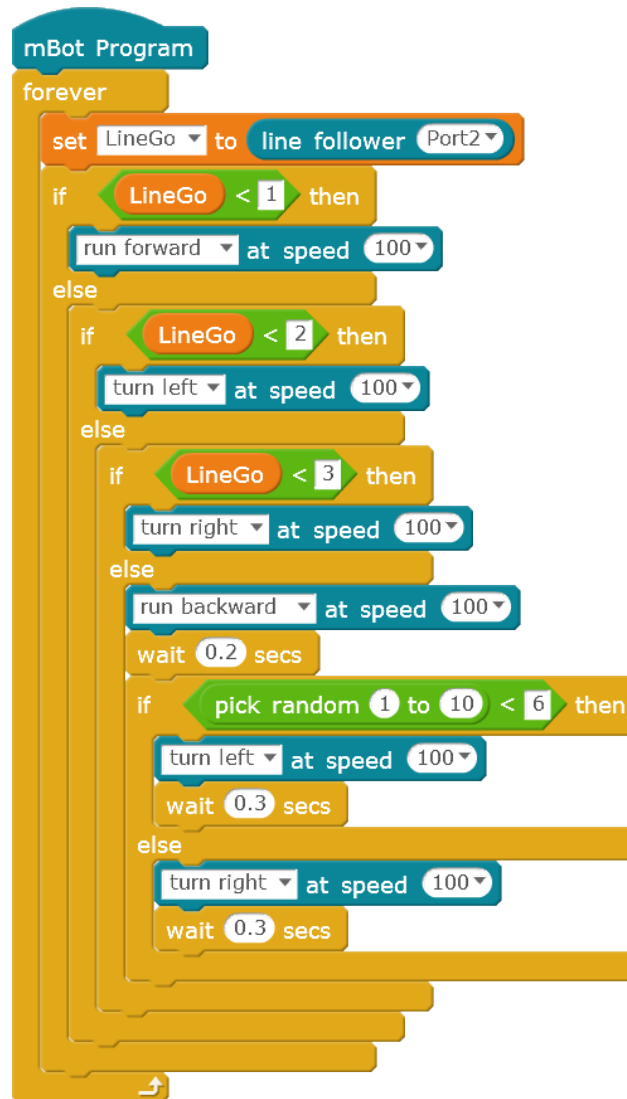 mBot Program
forever
set LineGo to line follower Port2
if LineGo < 1 then
run forward at speed 100
else
if LineGo < 2 then
turn left at speed 100
else
if LineGo < 3 then
turn right at speed 100
else
run backward at speed 100
wait 0.2 secs
if pick random 1 to 10 < 6 then
turn left at speed 100
wait 0.3 secs
else
turn right at speed 100
wait 0.3 secs